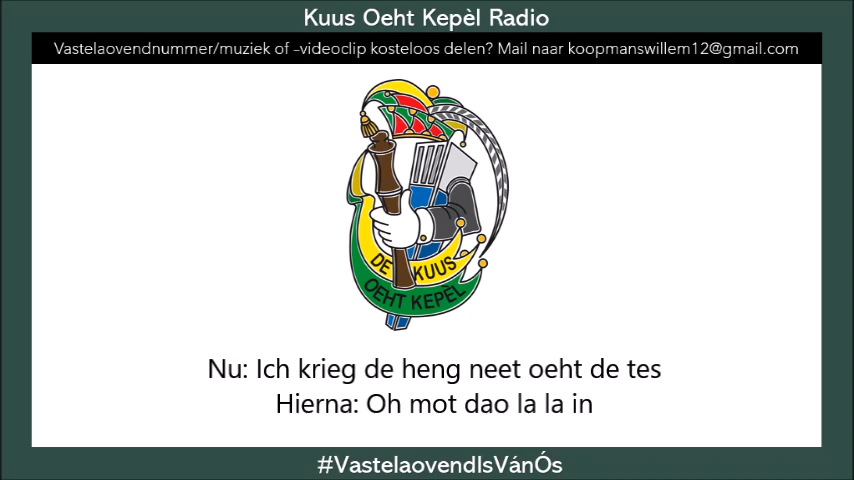 Kuus Oeht Kepèl Radio
Vastelaovendnummer/muziek of -videoclip kosteloos delen? Mail naar koopmanswillem12@gmail.com
DE KUUS
OEHT KEPÈL
Nu: Ich krieg de heng neet oeht de tes
Hierna: Oh mot dao la la in
#VastelaovendIsVánÓs